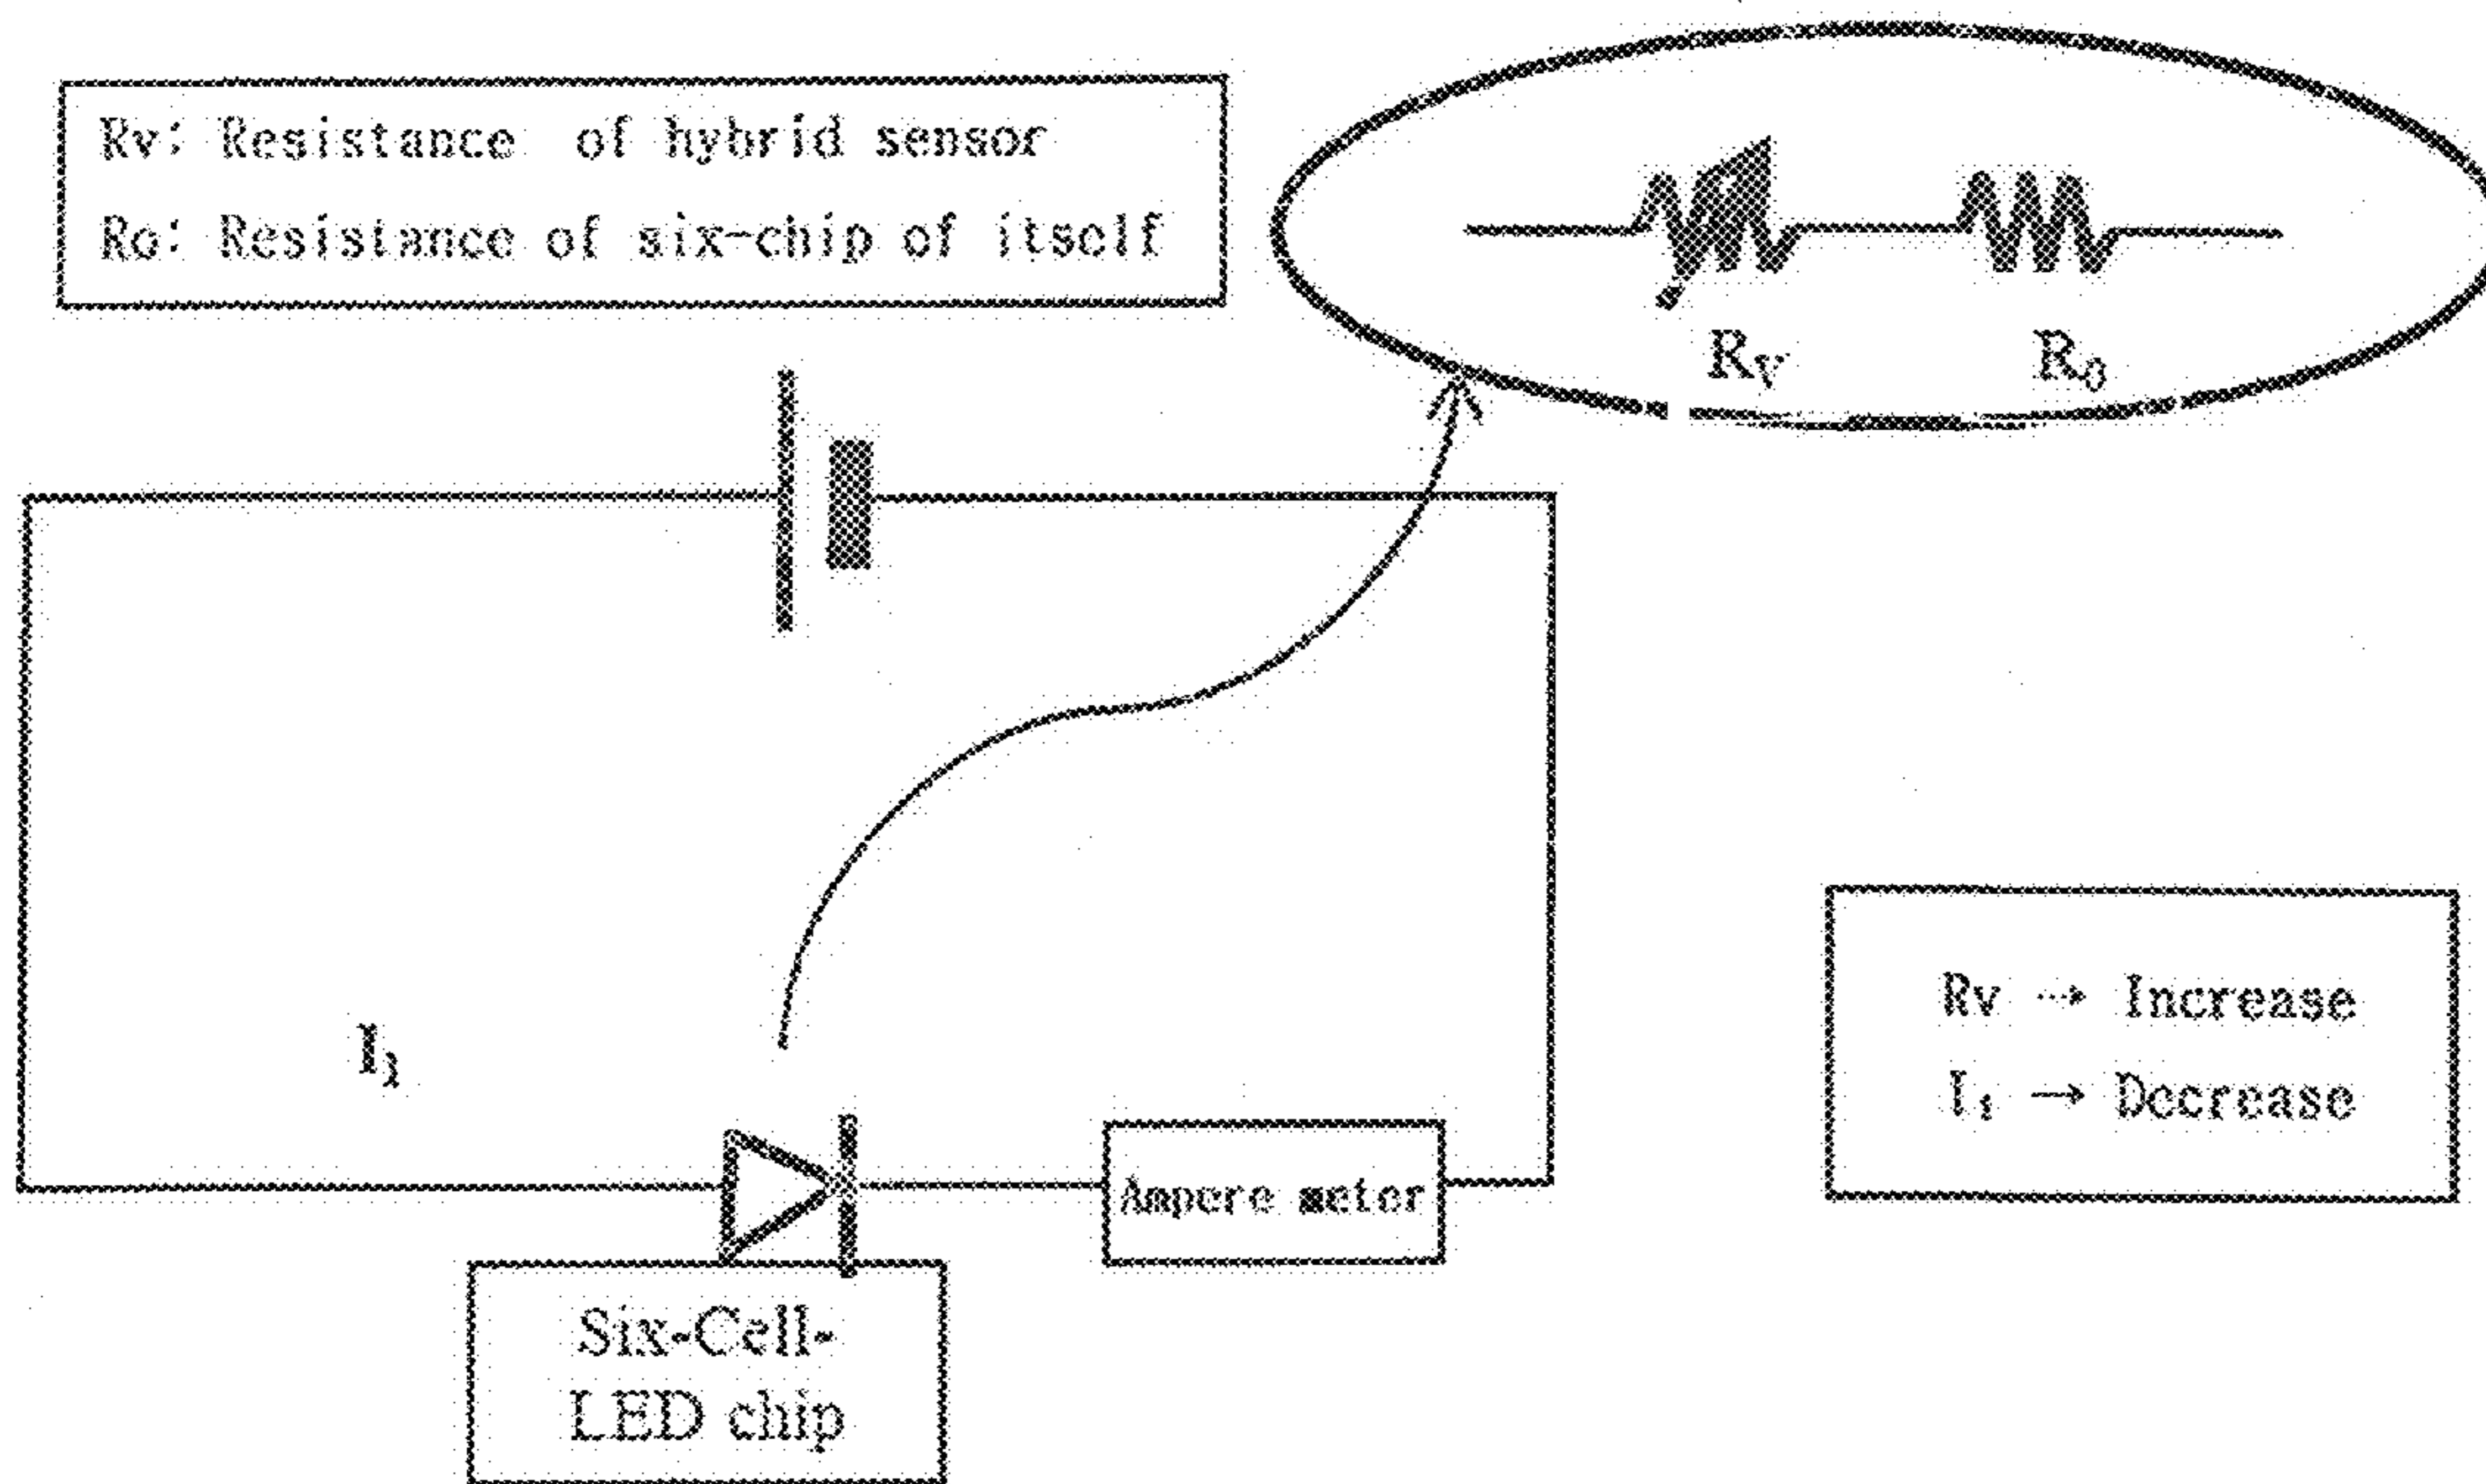 Rv: Resistance of hybrid sensor
Ro: Resistance of six-chip of itself
RV R0
I1
Rv → Increase
I1 → Decrease
Ampere meter
Six-Cell-
LED chip